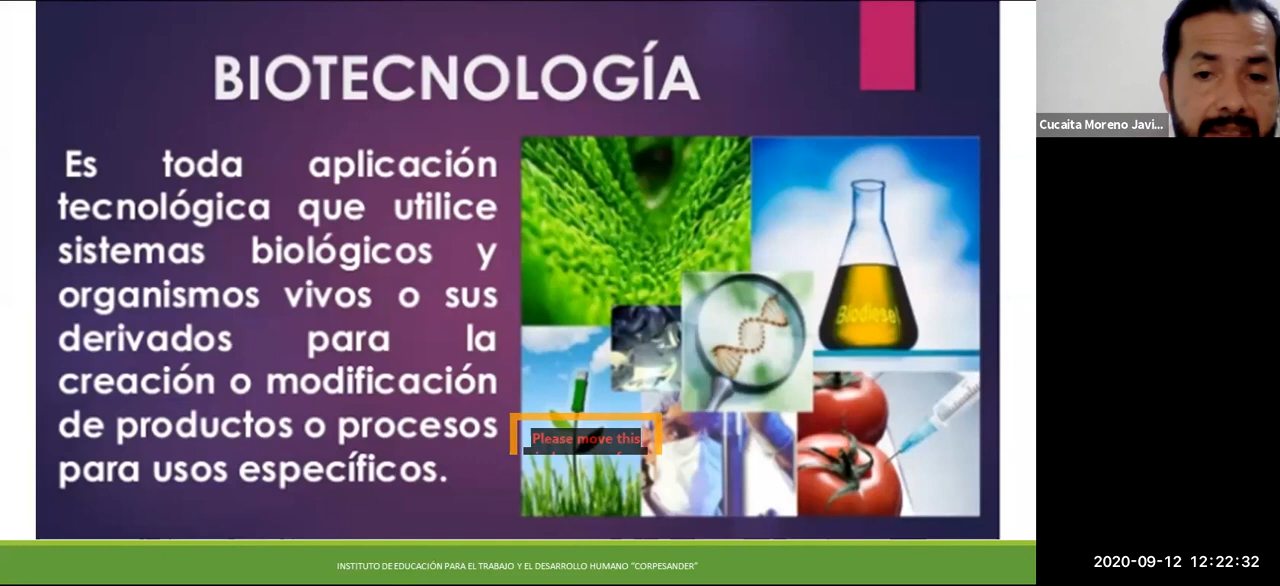 BIOTECNOLOGÍA
Es toda aplicación
tecnológica que utilice
sistemas biológicos y
organismos vivos o sus
derivados para la
creación o modificación
de productos o procesos
para usos específicos.
Biodiesel
Please move this
INSTITUTO DE EDUCACIÓN PARA EL TRABAJO Y EL DESARROLLO HUMANO “CORPESANDER”
Cucaita Moreno Javi...
2020-09-12 12:22:32